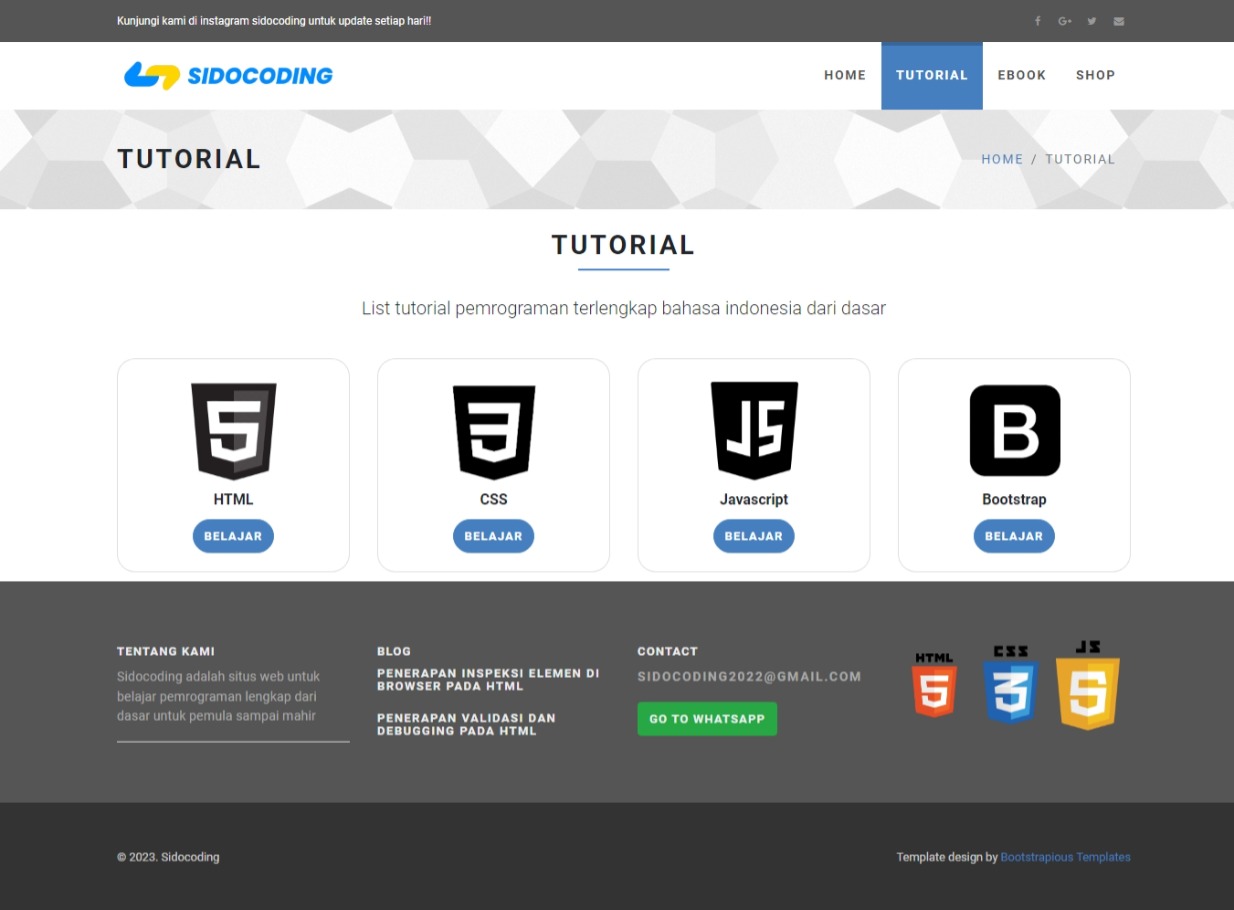 Kunjungi kami di instagram sidocoding untuk update setiap hari!!
SIDOCODING
HOME
TUTORIAL
EBOOK
SHOP
TUTORIAL
HOME / TUTORIAL
TUTORIAL
List tutorial pemrograman terlengkap bahasa indonesia dari dasar
HTML
BELAJAR
CSS
BELAJAR
JS
Javascript
BELAJAR
B
Bootstrap
BELAJAR
TENTANG KAMI
Sidocoding adalah situs web untuk
belajar pemrograman lengkap dari
dasar untuk pemula sampai mahir
BLOG
PENERAPAN INSPEKSI ELEMEN DI
BROWSER PADA HTML
PENERAPAN VALIDASI DAN
DEBUGGING PADA HTML
CONTACT
SIDOCODING2022@GMAIL.COM
GO TO WHATSAPP
HTML
5
CSS
3
JS
5
© 2023. Sidocoding
Template design by Bootstrapious Templates